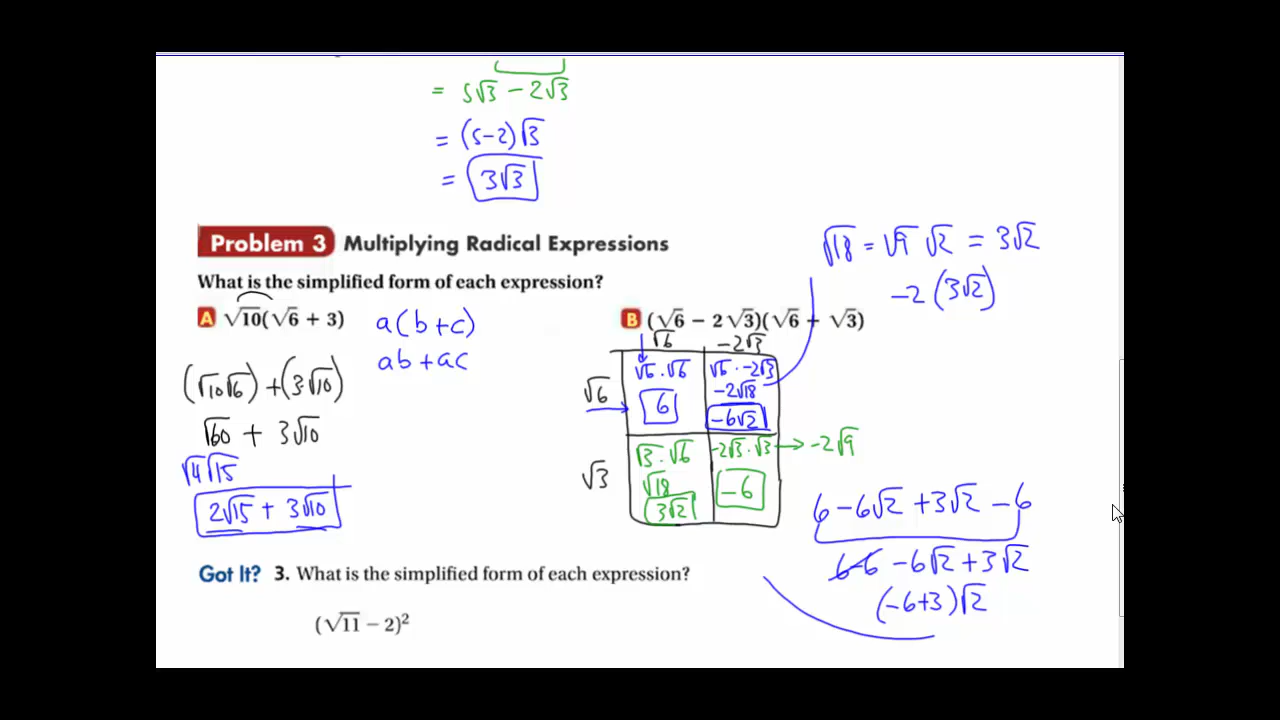 = 5√3 − 2√3
= (5−2)√3
= 3√3
Problem 3 Multiplying Radical Expressions
What is the simplified form of each expression?
A √10(√6 + 3)
a(b+c)
ab+ac
(√10√6) + (3√10)
√60 + 3√10
√4√15
2√15 + 3√10
B (√6 − 2√3)(√6 + √3)
√6 −2√3
√6
√6·√6
6
√6·−2√3
−2√18
−6√2
√3
√3·√6
√18
3√2
−2√3·√3 → −2√9
−6
√18 = √9 √2 = 3√2
−2(3√2)
6 −6√2 +3√2 −6
6−6 −6√2 +3√2
(−6+3)√2
Got It? 3. What is the simplified form of each expression?
(√11 − 2)²